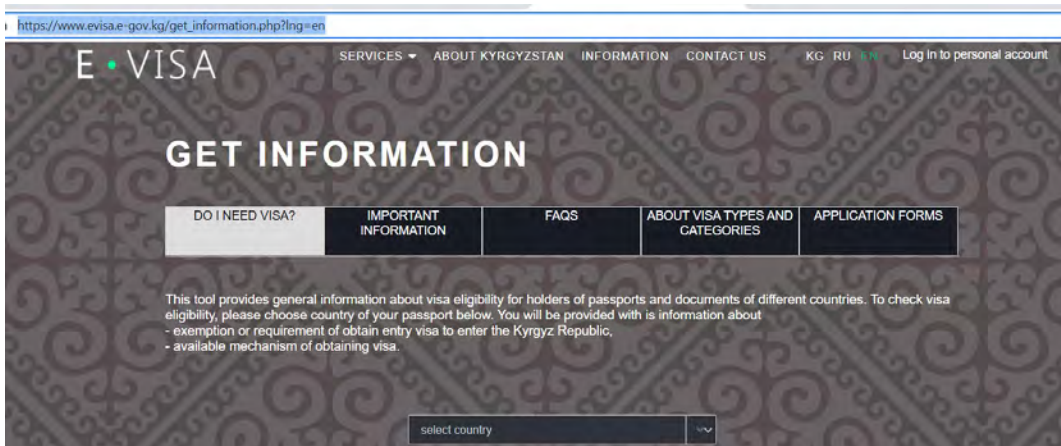 https://www.evisa.e-gov.kg/get_information.php?lng=en
E•VISA
SERVICES ABOUT KYRGYZSTAN INFORMATION CONTACT US KG RU EN Log in to personal account
GET INFORMATION
DO I NEED VISA?
IMPORTANT
INFORMATION
FAQS
ABOUT VISA TYPES AND
CATEGORIES
APPLICATION FORMS
This tool provides general information about visa eligibility for holders of passports and documents of different countries. To check visa
eligibility, please choose country of your passport below. You will be provided with is information about
- exemption or requirement of obtain entry visa to enter the Kyrgyz Republic,
- available mechanism of obtaining visa.
select country